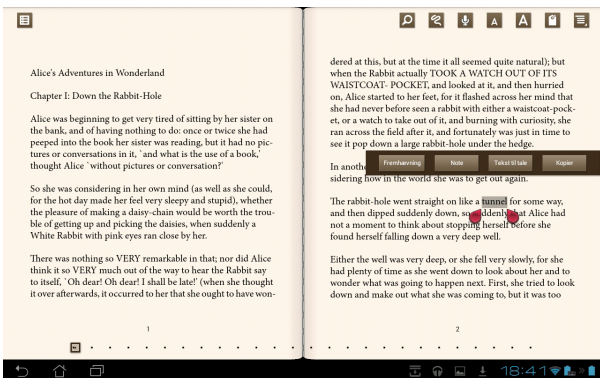 Alice's Adventures in Wonderland
Chapter I: Down the Rabbit-Hole
Alice was beginning to get very tired of sitting by her sister on
the bank, and of having nothing to do: once or twice she had
peeped into the book her sister was reading, but it had no pic-
tures or conversations in it, `and what is the use of a book,'
thought Alice `without pictures or conversation?'
So she was considering in her own mind (as well as she could,
for the hot day made her feel very sleepy and stupid), whether
the pleasure of making a daisy-chain would be worth the trou-
ble of getting up and picking the daisies, when suddenly a
White Rabbit with pink eyes ran close by her.
There was nothing so VERY remarkable in that; nor did Alice
think it so VERY much out of the way to hear the Rabbit say
to itself, `Oh dear! Oh dear! I shall be late!' (when she thought
it over afterwards, it occurred to her that she ought to have won-
1
A
A
dered at this, but at the time it all seemed quite natural); but
when the Rabbit actually TOOK A WATCH OUT OF ITS
WAISTCOAT- POCKET, and looked at it, and then hurried
on, Alice started to her feet, for it flashed across her mind that
she had never before seen a rabbit with either a waistcoat-pock-
et, or a watch to take out of it, and burning with curiosity, she
ran across the field after it, and fortunately was just in time to
see it pop down a large rabbit-hole under the hedge.
Fremhævning Note Tekst til tale Kopier
In anothe
sidering how in the world she was to get out again.
The rabbit-hole went straight on like a tunnel for some way,
and then dipped suddenly down, so suddenly that Alice had
not a moment to think about stopping herself before she
found herself falling down a very deep well.
Either the well was very deep, or she fell very slowly, for she
had plenty of time as she went down to look about her and to
wonder what was going to happen next. First, she tried to look
down and make out what she was coming to, but it was too
2
18:41